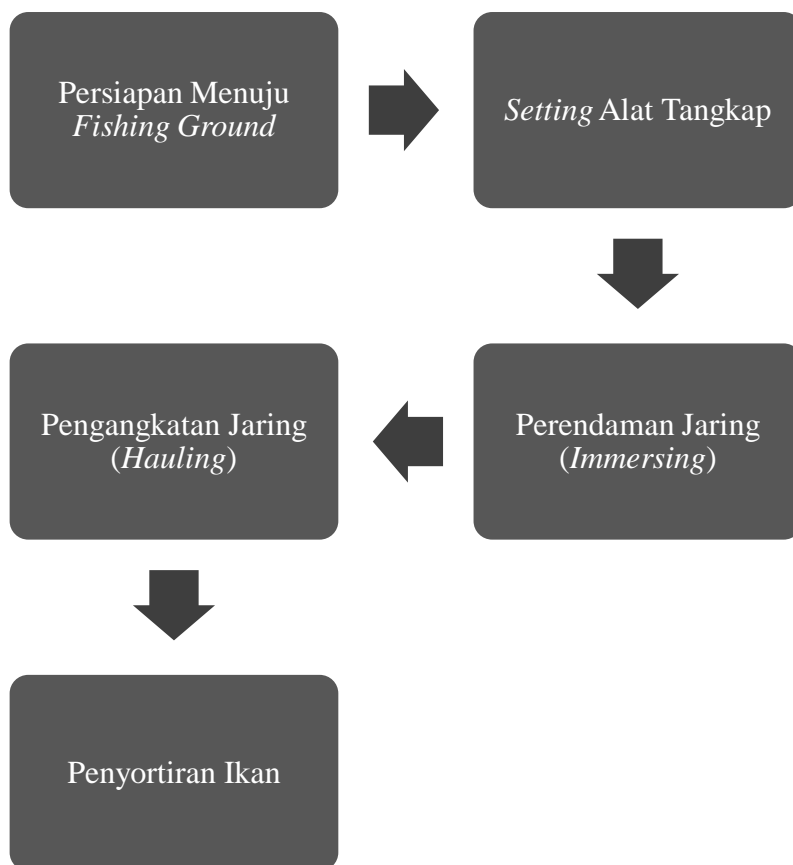 Persiapan Menuju
Fishing Ground
Setting Alat Tangkap
Perendaman Jaring
(Immersing)
Pengangkatan Jaring
(Hauling)
Penyortiran Ikan